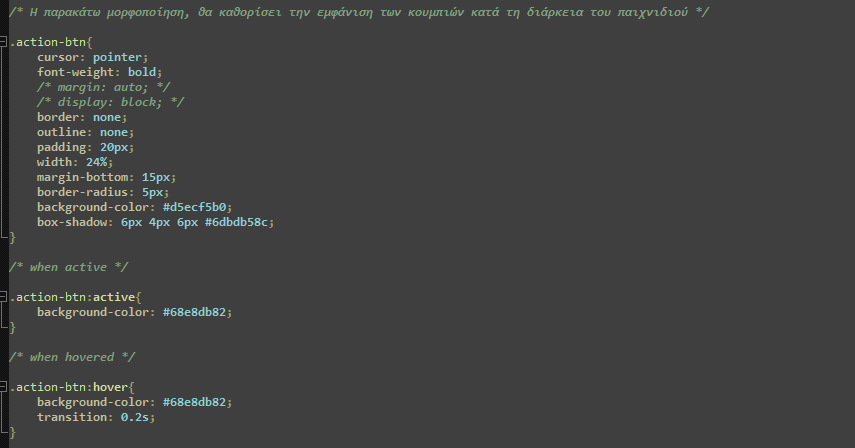 /* Η παρακάτω μορφοποίηση, θα καθορίσει την εμφάνιση των κουμπιών κατά τη διάρκεια του παιχνιδιού */
.action-btn{
cursor: pointer;
font-weight: bold;
/* margin: auto; */
/* display: block; */
border: none;
outline: none;
padding: 20px;
width: 24%;
margin-bottom: 15px;
border-radius: 5px;
background-color: #d5ecf5b0;
box-shadow: 6px 4px 6px #6dbdb58c;
}
/* when active */
.action-btn:active{
background-color: #68e8db82;
}
/* when hovered */
.action-btn:hover{
background-color: #68e8db82;
transition: 0.2s;
}